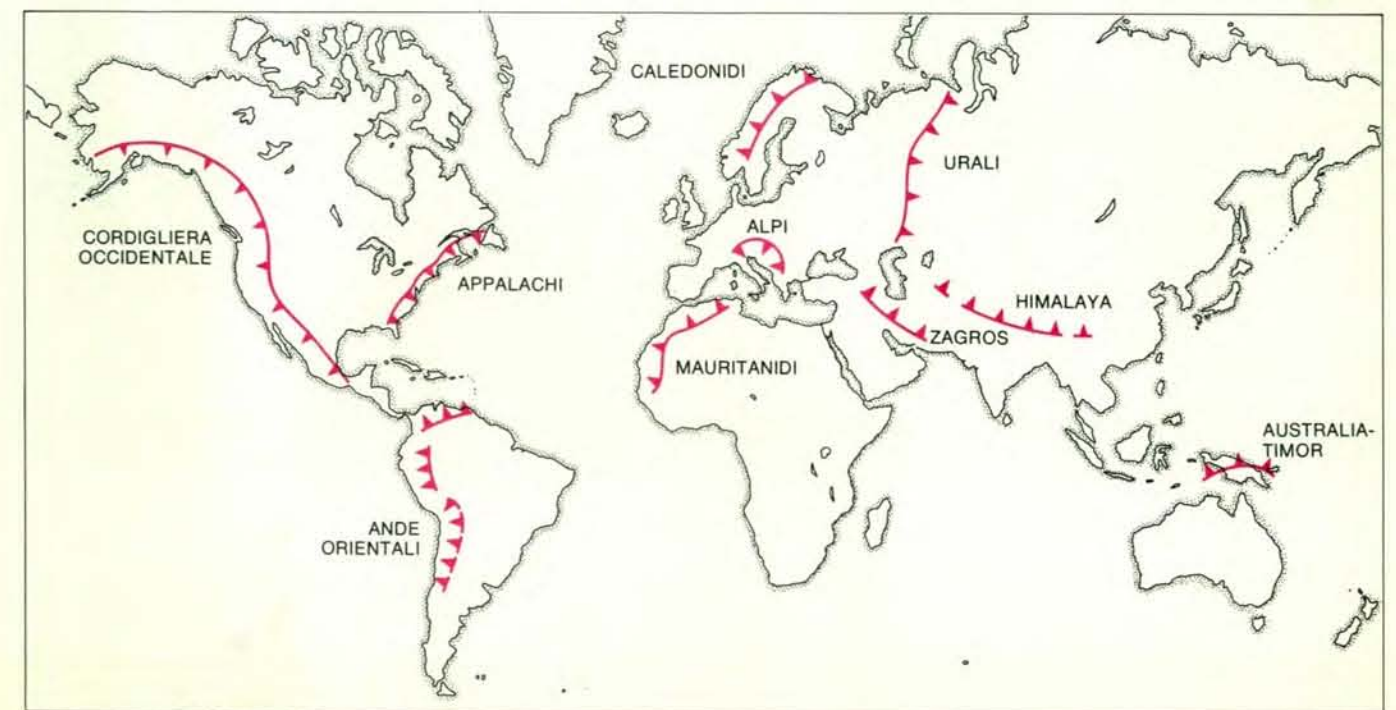 CALEDONIDI
URALI
CORDIGLIERA
OCCIDENTALE
ALPI
APPALACHI
HIMALAYA
ZAGROS
MAURITANIDI
AUSTRALIA-
TIMOR
ANDE
ORIENTALI